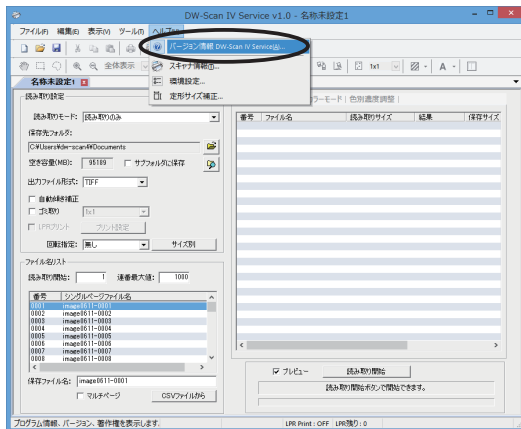 DW-Scan IV Service v1.0 - 名称未設定1
ファイル(F) 編集(E) 表示(V) ツール(T) ヘルプ(H)
バージョン情報 DW-Scan IV Service(A)...
スキャナ情報(I)...
環境設定...
定形サイズ補正...
全体表示
1x1
A
名称未設定1
読み取り設定
読み取りモード: 読み取りのみ
保存先フォルダ:
C:¥Users¥dw-scan4¥Documents
空き容量(MB): 95189 サブフォルダに保存
出力ファイル形式: TIFF
自動傾き補正
ゴミ取り 1x1
LPRプリント プリント設定
回転指定: 無し サイズ別
ファイル名リスト
読み取り開始: 1 連番最大値: 1000
番号 シングルページファイル名
0001 image0611-0001
0002 image0611-0002
0003 image0611-0003
0004 image0611-0004
0005 image0611-0005
0006 image0611-0006
0007 image0611-0007
0008 image0611-0008
保存ファイル名: image0611-0001
マルチページ CSVファイルから
ラーモード 色別濃度調整
番号 ファイル名 読み取りサイズ 結果 保存サイズ
プレビュー 読み取り開始
読み取り開始ボタンで開始できます。
プログラム情報、バージョン、著作権を表示します。 LPR Print : OFF LPR残り : 0